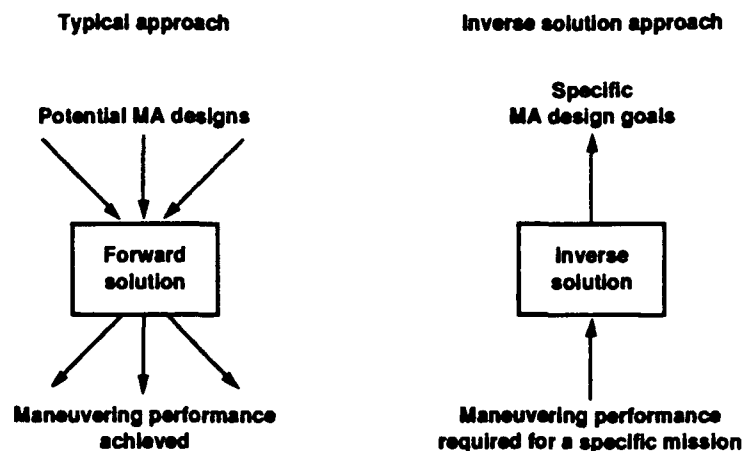 Typical approach
Potential MA designs
Forward
solution
Maneuvering performance
achieved
Inverse solution approach
Specific
MA design goals
Inverse
solution
Maneuvering performance
required for a specific mission